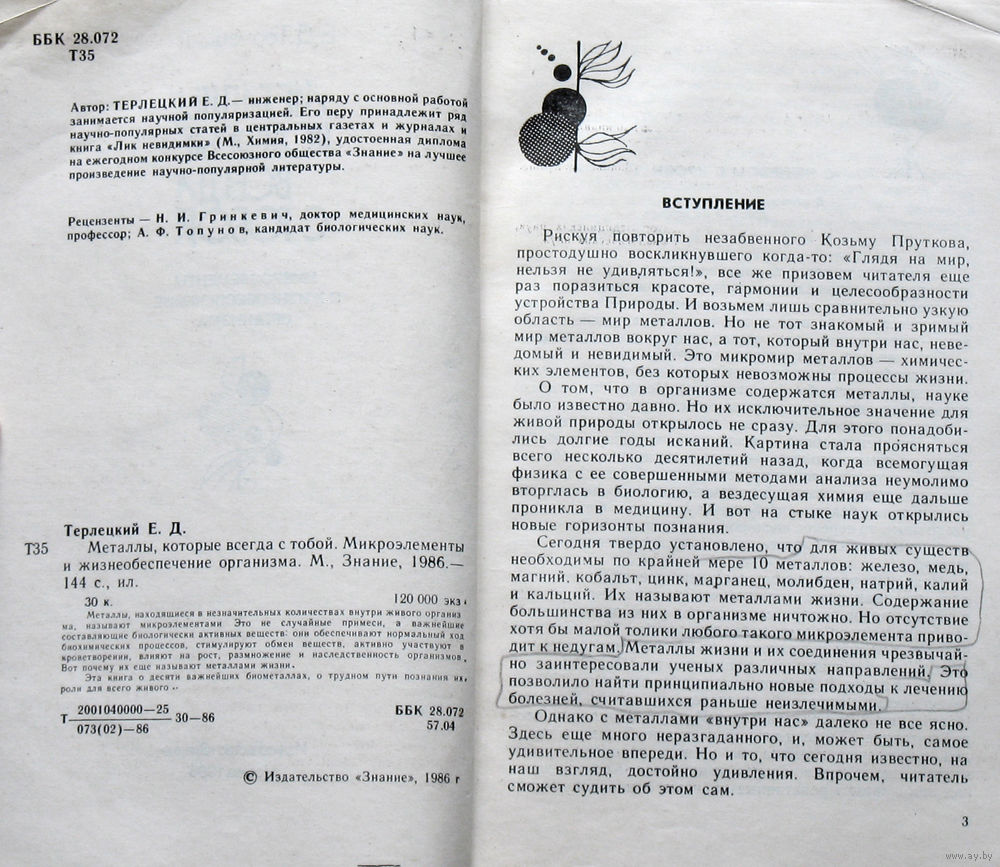 ББК 28.072
Т35
Автор: ТЕРЛЕЦКИЙ Е. Д.— инженер; наряду с основной работой
занимается научной популяризацией. Его перу принадлежит ряд
научно-популярных статей в центральных газетах и журналах и
книга «Лик невидимки» (М., Химия, 1982), удостоенная диплома
на ежегодном конкурсе Всесоюзного общества «Знание» на лучшее
произведение научно-популярной литературы.
Рецензенты — Н. И. Гринкевич, доктор медицинских наук,
профессор; А. Ф. Топунов, кандидат биологических наук.
Терлецкий Е. Д.
Т35 Металлы, которые всегда с тобой. Микроэлементы
и жизнеобеспечение организма. М., Знание, 1986.—
144 с., ил.
30 к. 120 000 экз.
Металлы, находящиеся в незначительных количествах внутри живого организ
ма, называют микроэлементами Это не случайные примеси, а важнейшие
составляющие биологически активных веществ: они обеспечивают нормальный ход
биохимических процессов, стимулируют обмен веществ, активно участвуют в
кроветворении, влияют на рост, размножение и наследственность организмов.
Вот почему их еще называют металлами жизни.
Эта книга о десяти важнейших биометаллах, о трудном пути познания их,
роли для всего живого
Т 2001040000—25 30—86 ББК 28.072
073(02)—86 57.04
© Издательство «Знание», 1986 г
ВСТУПЛЕНИЕ
Рискуя повторить незабвенного Козьму Пруткова,
простодушно воскликнувшего когда-то: «Глядя на мир,
нельзя не удивляться!», все же призовем читателя еще
раз поразиться красоте, гармонии и целесообразности
устройства Природы. И возьмем лишь сравнительно узкую
область — мир металлов. Но не тот знакомый и зримый
мир металлов вокруг нас, а тот, который внутри нас, неве-
домый и невидимый. Это микромир металлов — химичес-
ких элементов, без которых невозможны процессы жизни.
О том, что в организме содержатся металлы, науке
было известно давно. Но их исключительное значение для
живой природы открылось не сразу. Для этого понадоби-
лись долгие годы исканий. Картина стала проясняться
всего несколько десятилетий назад, когда всемогущая
физика с ее совершенными методами анализа неумолимо
вторглась в биологию, а вездесущая химия еще дальше
проникла в медицину. И вот на стыке наук открылись
новые горизонты познания.
Сегодня твердо установлено, что для живых существ
необходимы по крайней мере 10 металлов: железо, медь,
магний. кобальт, цинк, марганец, молибден, натрий, калий
и кальций. Их называют металлами жизни. Содержание
большинства из них в организме ничтожно. Но отсутствие
хотя бы малой толики любого такого микроэлемента приво-
дит к недугам. Металлы жизни и их соединения чрезвычай-
но заинтересовали ученых различных направлений. Это
позволило найти принципиально новые подходы к лечению
болезней, считавшихся раньше неизлечимыми.
Однако с металлами «внутри нас» далеко не все ясно.
Здесь еще много неразгаданного, и, может быть, самое
удивительное впереди. Но и то, что сегодня известно, на
наш взгляд, достойно удивления. Впрочем, читатель
сможет судить об этом сам.
3
www.ay.by